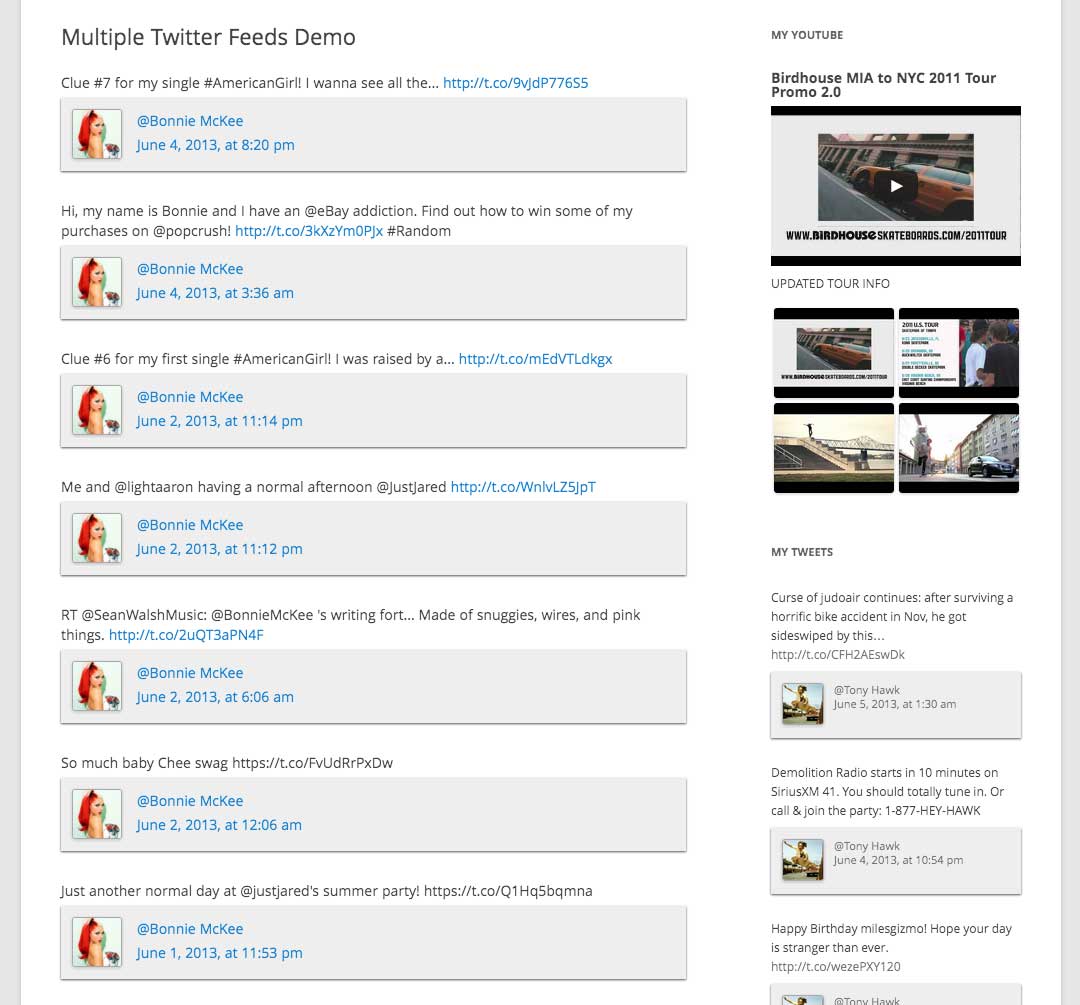 Multiple Twitter Feeds Demo
Clue #7 for my single #AmericanGirl! I wanna see all the... http://t.co/9vJdP776S5
@Bonnie McKee
June 4, 2013, at 8:20 pm
Hi, my name is Bonnie and I have an @eBay addiction. Find out how to win some of my
purchases on @popcrush! http://t.co/3kXzYm0PJx #Random
@Bonnie McKee
June 4, 2013, at 3:36 am
Clue #6 for my first single #AmericanGirl! I was raised by a... http://t.co/mEdVTLdkgx
@Bonnie McKee
June 2, 2013, at 11:14 pm
Me and @lightaaron having a normal afternoon @JustJared http://t.co/WnlvLZ5JpT
@Bonnie McKee
June 2, 2013, at 11:12 pm
RT @SeanWalshMusic: @BonnieMcKee 's writing fort... Made of snuggies, wires, and pink
things. http://t.co/2uQT3aPN4F
@Bonnie McKee
June 2, 2013, at 6:06 am
So much baby Chee swag https://t.co/FvUdRrPxDw
@Bonnie McKee
June 2, 2013, at 12:06 am
Just another normal day at @justjared's summer party! https://t.co/Q1Hq5bqmna
@Bonnie McKee
June 1, 2013, at 11:53 pm
MY YOUTUBE
Birdhouse MIA to NYC 2011 Tour
Promo 2.0
WWW.BIRDHOUSESKATEBOARDS.COM/2011TOUR
UPDATED TOUR INFO
WWW.BIRDHOUSESKATEBOARDS.COM/2011TOUR
2011 U.S. TOUR
SKATEPARK OF TAMPA
MY TWEETS
Curse of judoair continues: after surviving a
horrific bike accident in Nov, he got
sideswiped by this…
http://t.co/CFH2AEswDk
@Tony Hawk
June 5, 2013, at 1:30 am
Demolition Radio starts in 10 minutes on
SiriusXM 41. You should totally tune in. Or
call & join the party: 1-877-HEY-HAWK
@Tony Hawk
June 4, 2013, at 10:54 pm
Happy Birthday milesgizmo! Hope your day
is stranger than ever.
http://t.co/wezePXY120
@Tony Hawk